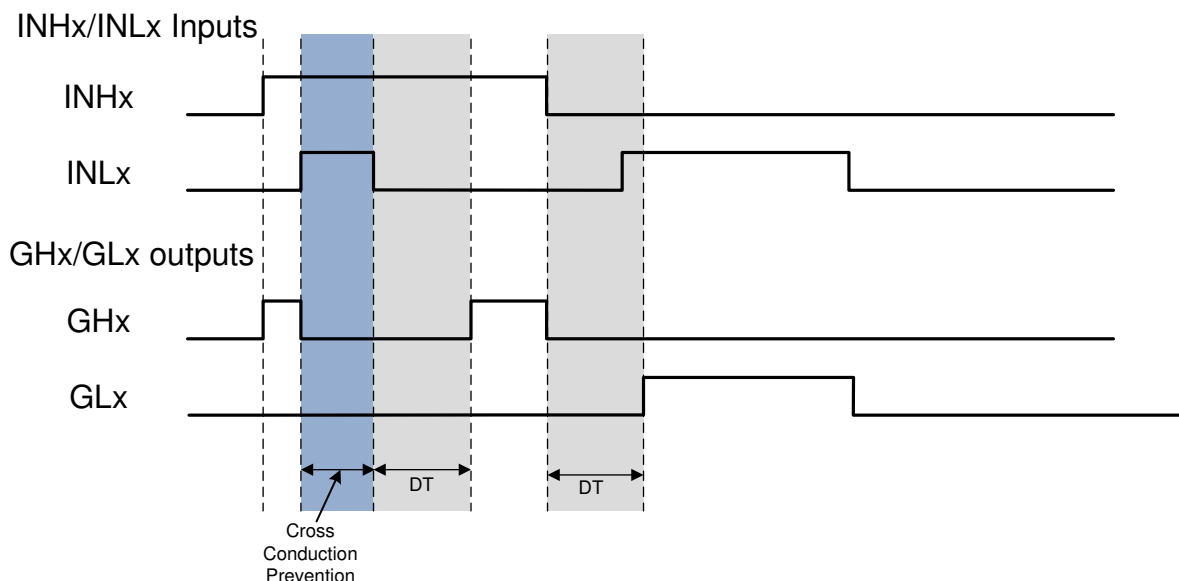 INHx/INLx Inputs
INHx
INLx
GHx/GLx outputs
GHx
GLx
DT
DT
Cross
Conduction
Prevention